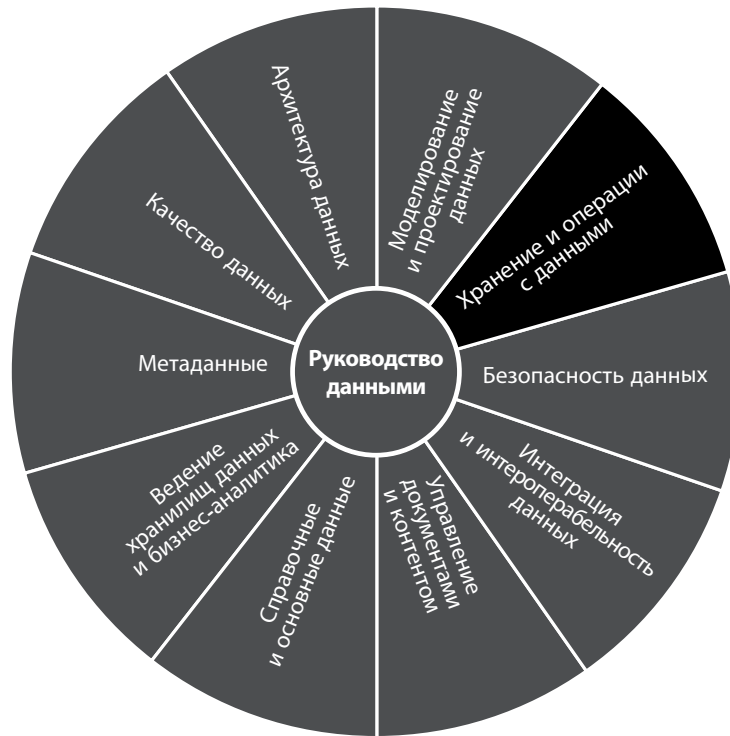 Архитектура данных
Моделирование
и проектирование
данных
Хранение и операции
с данными
Безопасность данных
Интеграция
и интероперабельность
данных
Управление
документами
и контентом
Справочные
и основные данные
Ведение
хранилищ данных
и бизнес-аналитика
Метаданные
Качество данных
Руководство
данными